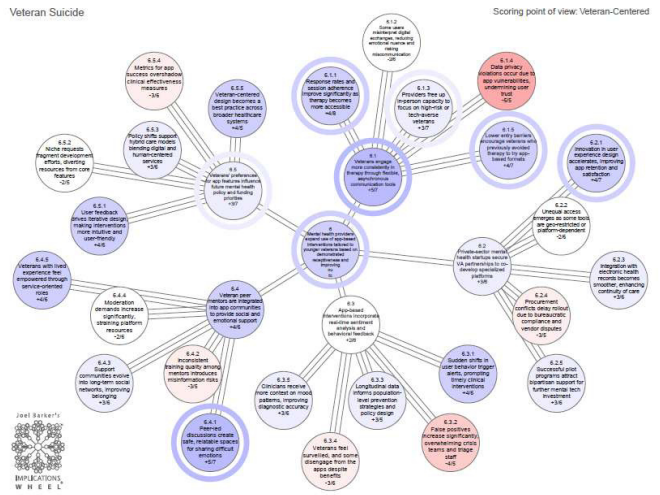 Veteran Suicide
Scoring point of view: Veteran-Centered
6.1.2
Some users
misinterpret digital
exchanges, reducing
emotional nuance and
risking
miscommunication
-2/6
6.5.4
Metrics for app
success overshadow
clinical effectiveness
measures
-3/6
6.5.5
Veteran-centered
design becomes a
best practice across
broader healthcare
systems
+4/5
6.1.1
Response rates and
session adherence
improve significantly as
therapy becomes
more accessible
+4/8
6.1.3
Providers free up
in-person capacity to
focus on high-risk or
tech-averse
veterans
+3/7
6.1.4
Data privacy
violations occur due to
app vulnerabilities,
undermining user
trust
-5/5
6.5.2
Niche requests
fragment development
efforts, diverting
resources from core
features
-2/5
6.5.3
Policy shifts support
hybrid care models
blending digital and
human-centered
services
+3/6
6.5
Veterans' preferences
for app features influence
future mental health
policy and funding
priorities
+3/7
6.1
Veterans engage
more consistently in
therapy through flexible,
asynchronous
communication tools
+5/7
6.1.5
Lower entry barriers
encourage veterans who
previously avoided
therapy to try app-
based formats
+4/7
6.2.1
Innovation in user
experience design
accelerates, improving
app retention and
satisfaction
+4/7
6.5.1
User feedback
drives iterative design,
making interventions
more intuitive and
user-friendly
+4/6
6.2.2
Unequal access
emerges as some tools
are geo-restricted or
platform-dependent
-2/6
6
Mental health providers
expand use of app-based
interventions tailored to
younger veterans based on
demonstrated
receptiveness and
improving
6.2
Private-sector mental
health startups secure
VA partnerships to co-
develop specialized
platforms
+3/6
6.2.3
Integration with
electronic health
records becomes
smoother, enhancing
continuity of care
+3/6
6.4.5
Veterans with lived
experience feel
empowered through
service-oriented
roles
+4/6
6.4.4
Moderation
demands increase
significantly,
straining platform
resources
-2/6
6.4
Veteran peer
mentors are integrated
into app communities
to provide social and
emotional support
+4/6
6.3
App-based
interventions incorporate
real-time sentiment
analysis and
behavioral feedback
+2/6
6.2.4
Procurement
conflicts delay rollout
due to bureaucratic
compliance and
vendor disputes
-3/5
6.4.3
Support
communities evolve
into long-term social
networks, improving
belonging
+3/6
6.4.2
Inconsistent
training quality among
mentors introduces
misinformation risks
-3/6
6.3.5
Clinicians receive
more context on mood
patterns, improving
diagnostic accuracy
+3/6
6.3.3
Longitudinal data
informs population-
level prevention
strategies and
policy design
+3/5
6.3.1
Sudden shifts in
user behavior trigger
alerts, prompting
timely clinical
interventions
+4/6
6.2.5
Successful pilot
programs attract
bipartisan support for
further mental tech
investment
+3/6
6.4.1
Peer-led
discussions create
safe, relatable spaces
for sharing difficult
emotions
+5/7
6.3.4
Veterans feel
surveilled, and some
disengage from the
apps despite
benefits
-3/6
6.3.2
False positives
increase significantly,
overwhelming crisis
teams and triage
staff
-4/5
Joel Barker's
IMPLICATIONS
WHEEL